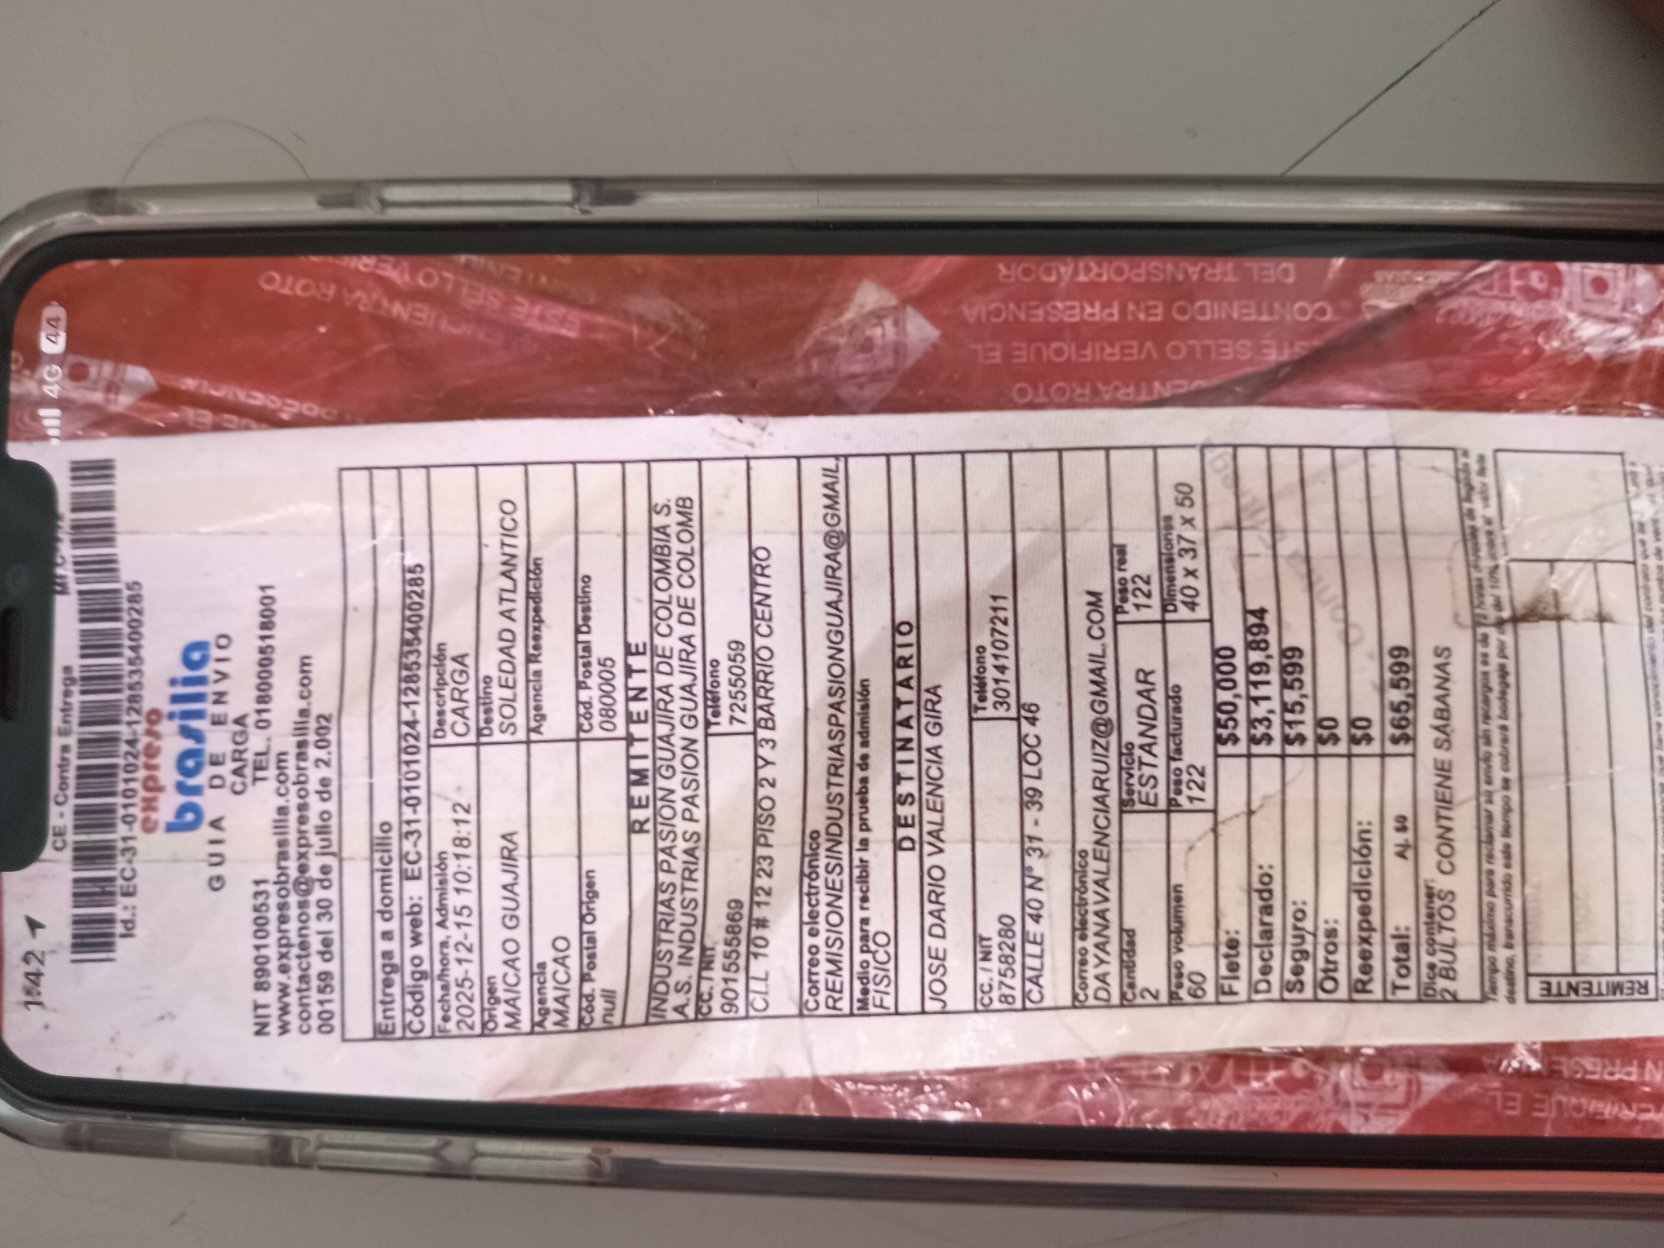 1:42
4G 44
CE - Contra Entrega
Id.: EC-31-0101024-1285354400285
expreso
brasilia
GUIA DE ENVIO
CARGA
NIT 890100531 TEL. 018000518001
www.expresobrasilia.com
contactenos@expresobrasilia.com
00159 del 30 de julio de 2.002
Entrega a domicilio
Código web: EC-31-0101024-1285354400285
Fecha/hora. Admisión Descripción
2025-12-15 10:18:12 CARGA
Origen Destino
MAICAO GUAJIRA SOLEDAD ATLANTICO
Agencia Agencia Reexpedición
MAICAO
Cód. Postal Origen Cód. Postal Destino
null 080005
REMITENTE
INDUSTRIAS PASION GUAJIRA DE COLOMBIA S.
A.S. INDUSTRIAS PASION GUAJIRA DE COLOMB
CC. / NIT Teléfono
901555869 7255059
CLL 10 # 12 23 PISO 2 Y 3 BARRIO CENTRO
Correo electrónico
REMISIONESINDUSTRIASPASIONGUAJIRA@GMAIL.
Medio para recibir la prueba de admisión
FISICO
DESTINATARIO
JOSE DARIO VALENCIA GIRA
CC. / NIT Teléfono
87758280 3014107211
CALLE 40 N° 31 - 39 LOC 46
Correo electrónico
DAYANAVALENCIARUIZ@GMAIL.COM
Cantidad Servicio Peso real
2 ESTANDAR 122
Peso volumen Peso facturado Dimensiones
60 122 40 x 37 x 50
Flete: $50,000
Declarado: $3,119,894
Seguro: $15,599
Otros: $0
Reexpedición: $0
Total: Aj. $0 $65,599
Dice contener:
2 BULTOS CONTIENE SÁBANAS
REMITENTE
CONTENIDO EN PRESENCIA
DEL TRANSPORTADOR
ESTE SELLO VERIFIQUE EL